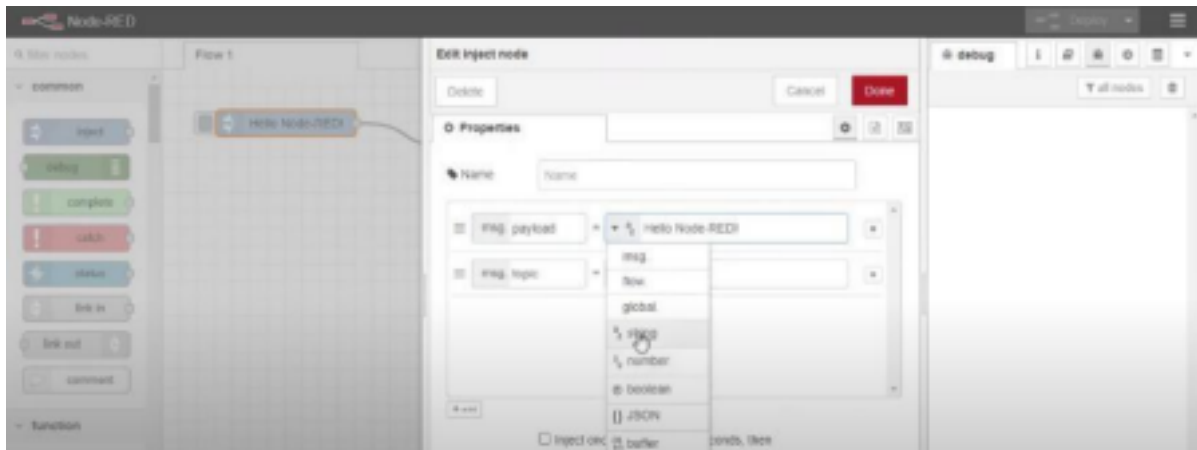 Node-RED
Deploy
filter nodes
Flow 1
Edit inject node
debug
i
all nodes
common
Delete
Cancel
Done
Properties
inject
Hello Node-RED!
debug
Name
Name
complete
catch
msg. payload
=
Hello Node-RED!
status
msg. topic
=
link in
link out
comment
function
msg.
flow.
global.
string
number
boolean
{} JSON
buffer
+ add
Inject once
seconds, then